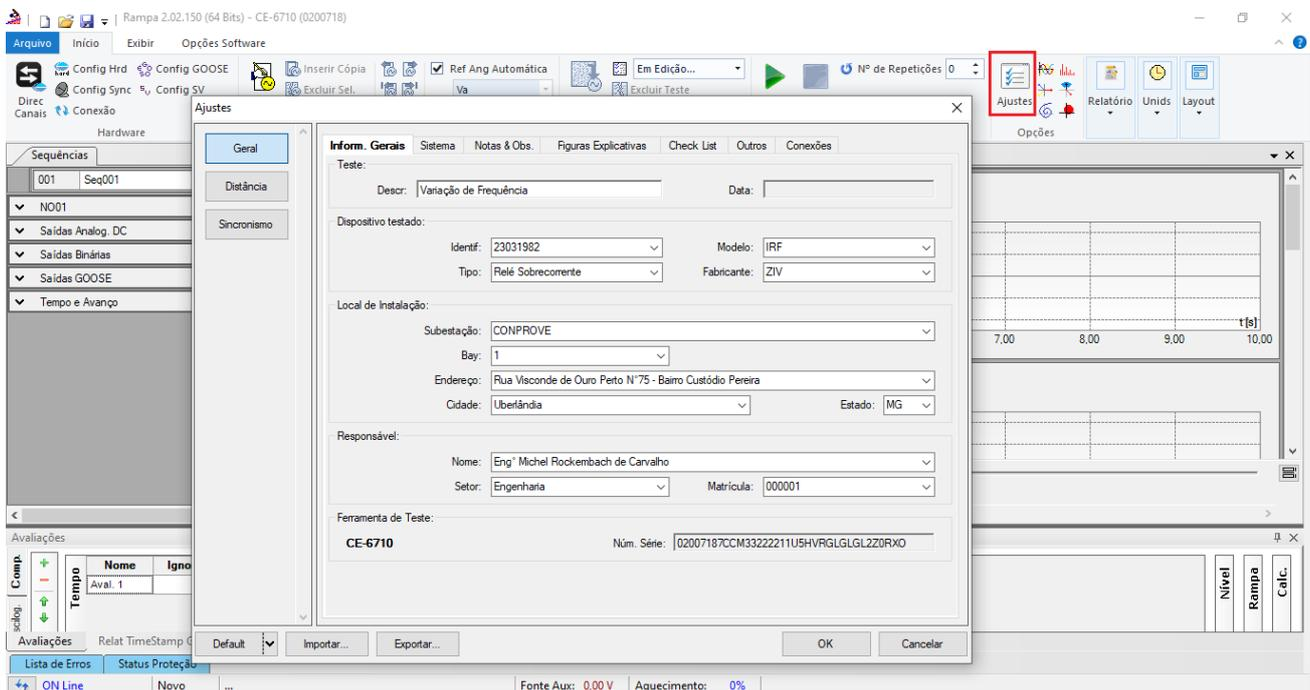 Rampa 2.02.150 (64 Bits) - CE-6710 (0200718)
Arquivo Início Exibir Opções Software
Config Hrd Config GOOSE Inserir Cópia Ref Ang Automática Em Edição... Nº de Repetições 0
Config Sync Config SV Excluir Sel. Va Excluir Teste
Direc Canais Conexão
Ajustes Relatório Unids Layout
Hardware Opções
Ajustes
Sequências
001 Seq001
NO01
Saídas Analog. DC
Saídas Binárias
Saídas GOOSE
Tempo e Avanço
Geral
Distância
Sincronismo
Inform. Gerais Sistema Notas & Obs. Figuras Explicativas Check List Outros Conexões
Teste:
Descr: Variação de Frequência Data:
Dispositivo testado:
Identif: 23031982 Modelo: IRF
Tipo: Relé Sobrecorrente Fabricante: ZIV
Local de Instalação:
Subestação: CONPROVE
Bay: 1
Endereço: Rua Visconde de Ouro Perto N°75 - Bairro Custódio Pereira
Cidade: Uberlândia Estado: MG
Responsável:
Nome: Eng° Michel Rockembach de Carvalho
Setor: Engenharia Matrícula: 000001
Ferramenta de Teste:
CE-6710 Núm. Série: 02007187CCM33222211U5HVRGLGLGL2Z0RXO
Default Importar... Exportar... OK Cancelar
t[s]
7,00 8,00 9,00 10,00
Avaliações
Comp.
Tempo
Nome Igno
Aval. 1
Nível Rampa Calc.
Avaliações Relat TimeStamp G
Lista de Erros Status Proteção
ON Line Novo ... Fonte Aux: 0.00 V Aquecimento: 0%